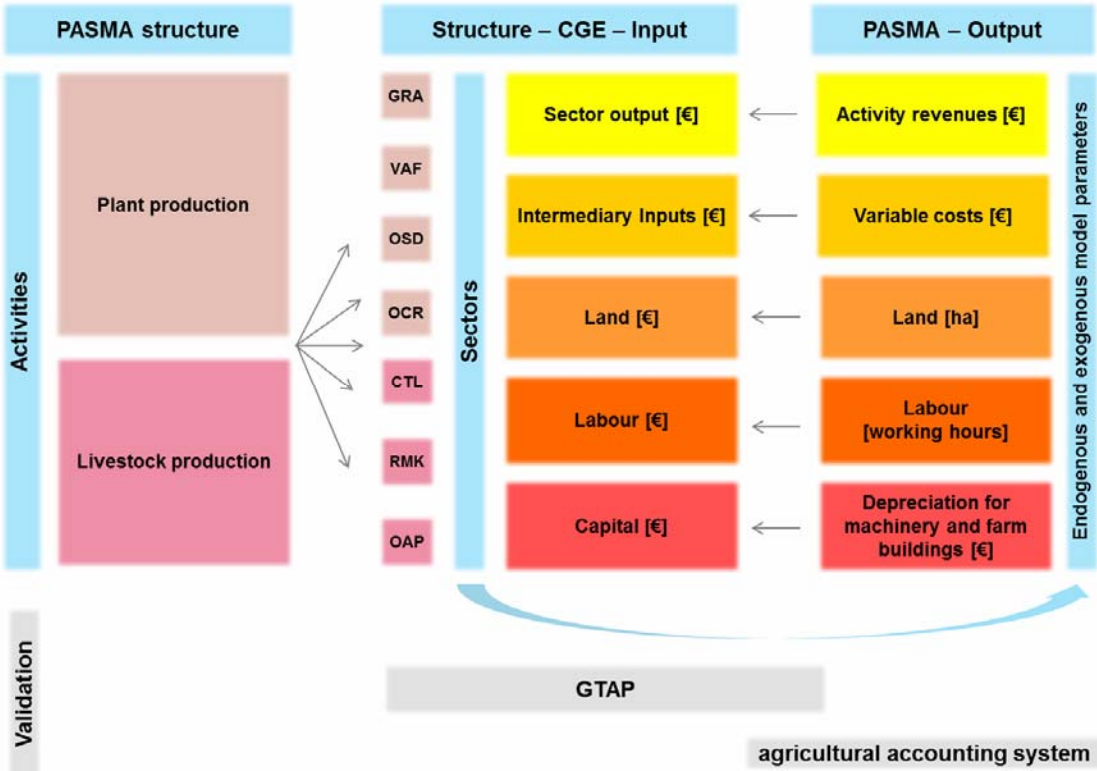 PASMA structure
Structure – CGE – Input
PASMA – Output
Activities
Plant production
Livestock production
GRA
VAF
OSD
OCR
CTL
RMK
OAP
Sectors
Sector output [€]
Intermediary Inputs [€]
Land [€]
Labour [€]
Capital [€]
Activity revenues [€]
Variable costs [€]
Land [ha]
Labour
[working hours]
Depreciation for
machinery and farm
buildings [€]
Endogenous and exogenous model parameters
Validation
GTAP
agricultural accounting system